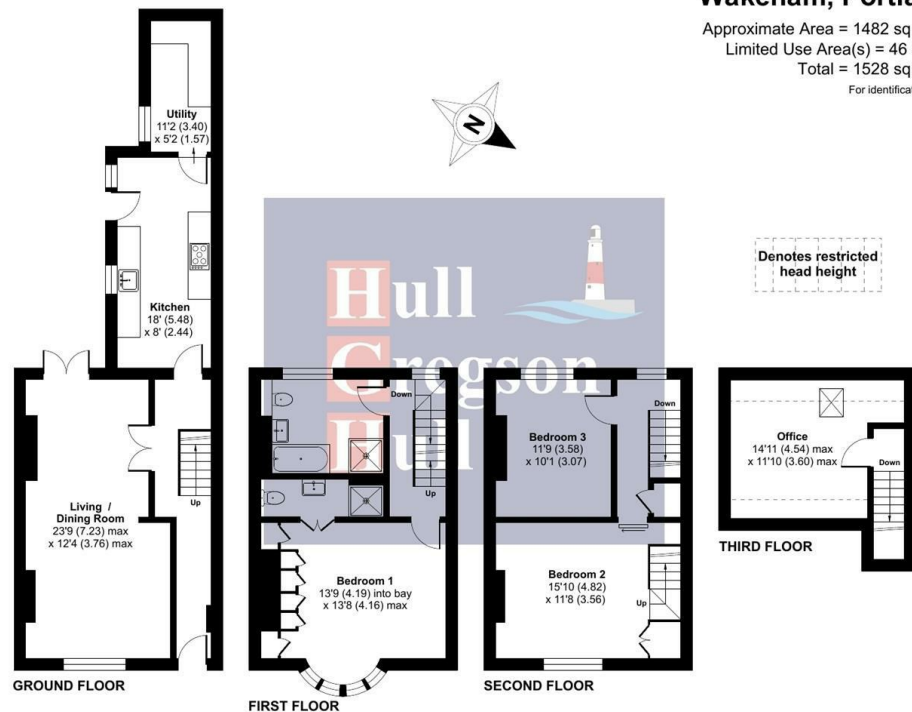 Wakeham, Portla
Approximate Area = 1482 sq
Limited Use Area(s) = 46
Total = 1528 sq
For identificat
N
Denotes restricted
head height
Hull
Gregson
Hull
Utility
11'2 (3.40)
x 5'2 (1.57)
Kitchen
18' (5.48)
x 8' (2.44)
Living /
Dining Room
23'9 (7.23) max
x 12'4 (3.76) max
Up
GROUND FLOOR
Down
Up
Bedroom 1
13'9 (4.19) into bay
x 13'8 (4.16) max
FIRST FLOOR
Bedroom 3
11'9 (3.58)
x 10'1 (3.07)
Down
Bedroom 2
15'10 (4.82)
x 11'8 (3.56)
Up
SECOND FLOOR
Office
14'11 (4.54) max
x 11'10 (3.60) max
Down
THIRD FLOOR